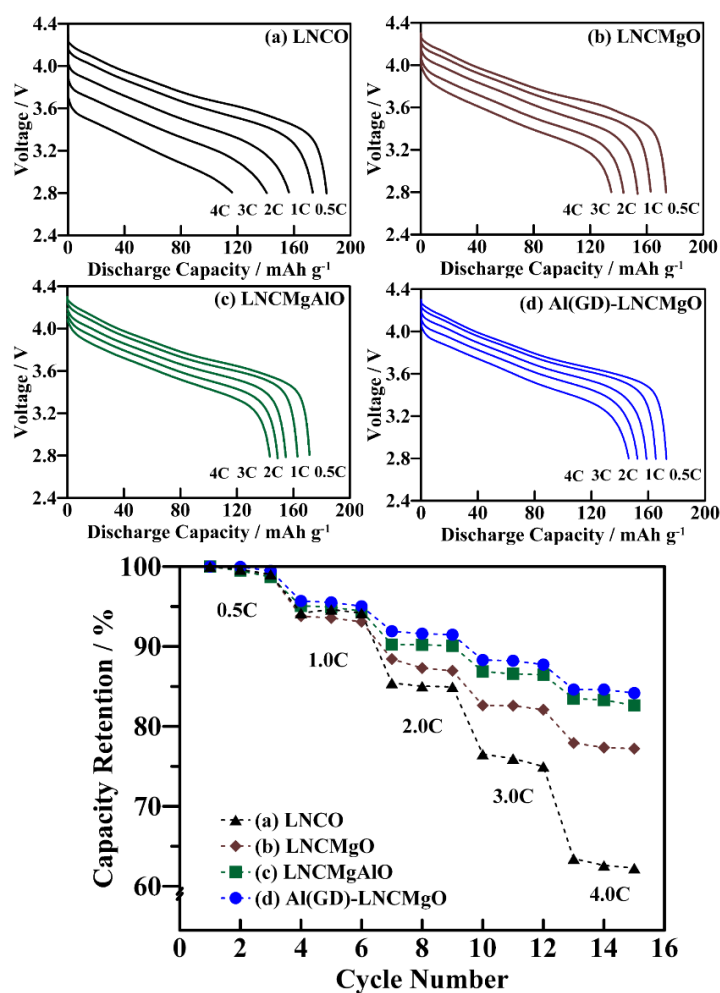 (a) LNCO
4.4
4.0
3.6
3.2
2.8
2.4
Voltage / V
4C 3C 2C 1C 0.5C
0 40 80 120 160 200
Discharge Capacity / mAh g⁻¹
(b) LNCMgO
4.4
4.0
3.6
3.2
2.8
2.4
Voltage / V
4C 3C 2C 1C 0.5C
0 40 80 120 160 200
Discharge Capacity / mAh g⁻¹
(c) LNCMgAlO
4.4
4.0
3.6
3.2
2.8
2.4
Voltage / V
4C 3C 2C 1C 0.5C
0 40 80 120 160 200
Discharge Capacity / mAh g⁻¹
(d) Al(GD)-LNCMgO
4.4
4.0
3.6
3.2
2.8
2.4
Voltage / V
4C 3C 2C 1C 0.5C
0 40 80 120 160 200
Discharge Capacity / mAh g⁻¹
100
90
80
70
60
Capacity Retention / %
0.5C
1.0C
2.0C
3.0C
4.0C
(a) LNCO
(b) LNCMgO
(c) LNCMgAlO
(d) Al(GD)-LNCMgO
0 2 4 6 8 10 12 14 16
Cycle Number